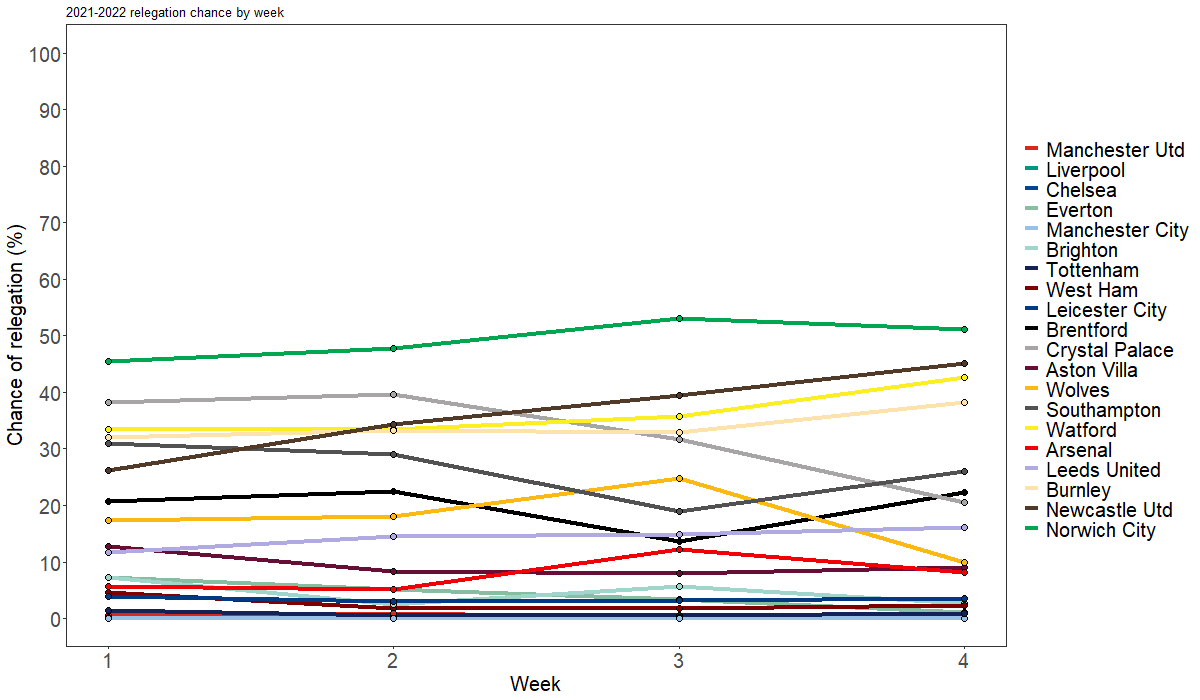 2021-2022 relegation chance by week
Chance of relegation (%)
100
90
80
70
60
50
40
30
20
10
0
1 2 3 4
Week
Manchester Utd
Liverpool
Chelsea
Everton
Manchester City
Brighton
Tottenham
West Ham
Leicester City
Brentford
Crystal Palace
Aston Villa
Wolves
Southampton
Watford
Arsenal
Leeds United
Burnley
Newcastle Utd
Norwich City